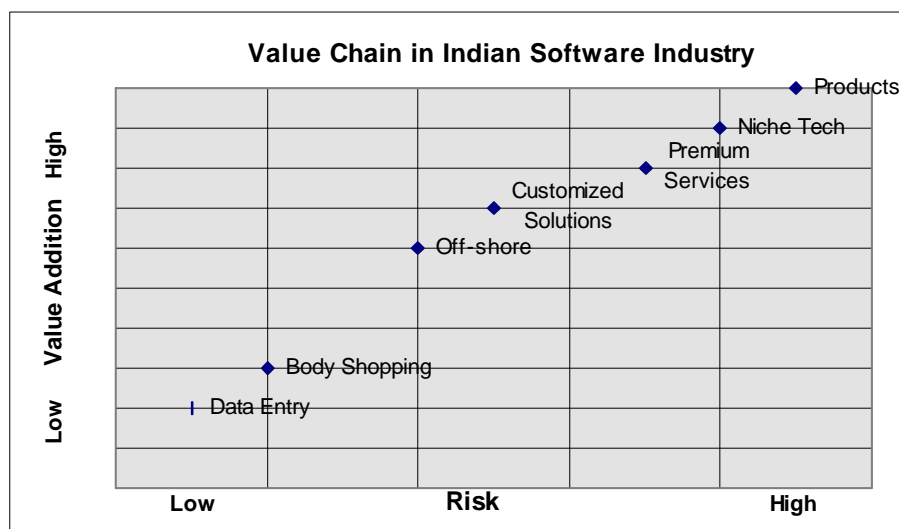 Value Chain in Indian Software Industry
Products
Niche Tech
Premium
Services
Customized
Solutions
Off-shore
Body Shopping
Data Entry
Low Value Addition High
Low Risk High